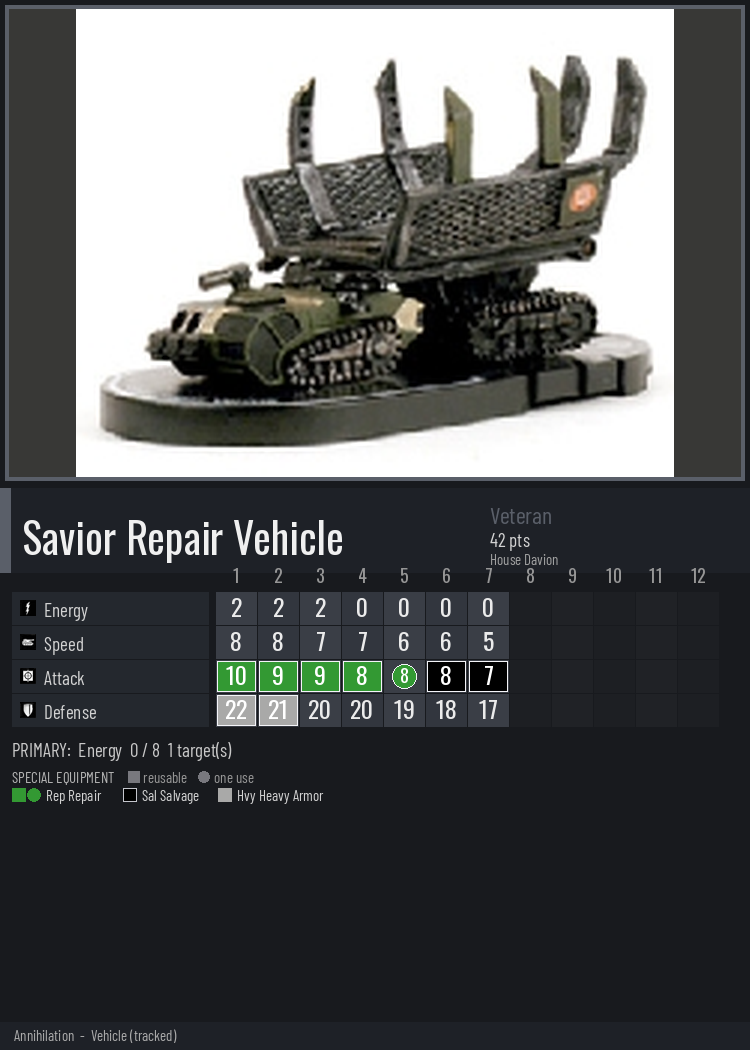 Savior Repair Vehicle
Veteran
42 pts
House Davion
1 2 3 4 5 6 7 8 9 10 11 12
Energy 2 2 2 0 0 0 0
Speed 8 8 7 7 6 6 5
Attack 10 9 9 8 8 8 7
Defense 22 21 20 20 19 18 17
PRIMARY: Energy 0 / 8 1 target(s)
SPECIAL EQUIPMENT reusable one use
Rep Repair Sal Salvage Hvy Heavy Armor
Annihilation - Vehicle (tracked)